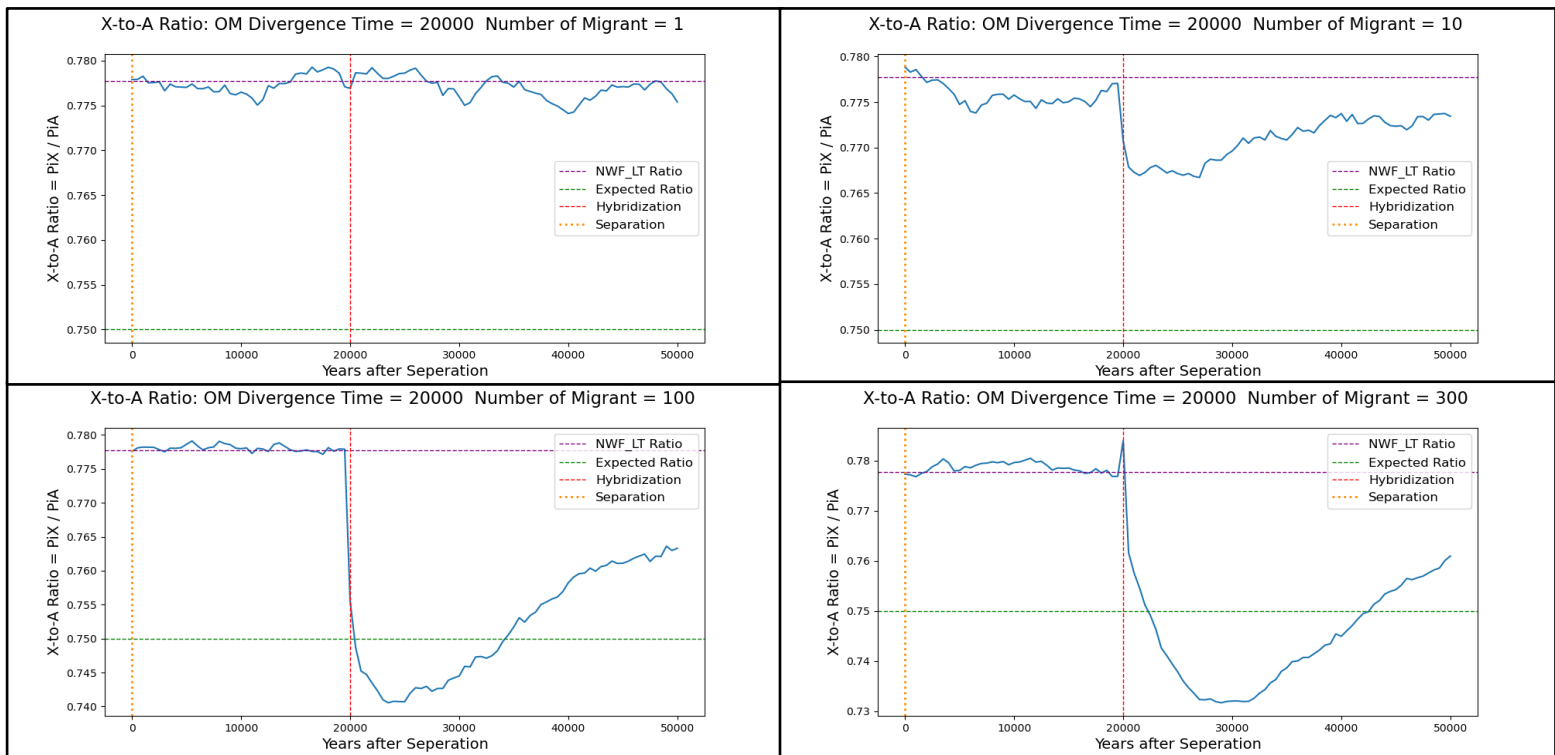 X-to-A Ratio: OM Divergence Time = 20000  Number of Migrant = 1
X-to-A Ratio = PiX / PiA
0.780
0.775
0.770
0.765
0.760
0.755
0.750
NWF_LT Ratio
Expected Ratio
Hybridization
Separation
0 10000 20000 30000 40000 50000
Years after Seperation
X-to-A Ratio: OM Divergence Time = 20000  Number of Migrant = 10
X-to-A Ratio = PiX / PiA
0.780
0.775
0.770
0.765
0.760
0.755
0.750
NWF_LT Ratio
Expected Ratio
Hybridization
Separation
0 10000 20000 30000 40000 50000
Years after Seperation
X-to-A Ratio: OM Divergence Time = 20000  Number of Migrant = 100
X-to-A Ratio = PiX / PiA
0.780
0.775
0.770
0.765
0.760
0.755
0.750
0.745
0.740
NWF_LT Ratio
Expected Ratio
Hybridization
Separation
0 10000 20000 30000 40000 50000
Years after Seperation
X-to-A Ratio: OM Divergence Time = 20000  Number of Migrant = 300
X-to-A Ratio = PiX / PiA
0.78
0.77
0.76
0.75
0.74
0.73
NWF_LT Ratio
Expected Ratio
Hybridization
Separation
0 10000 20000 30000 40000 50000
Years after Seperation